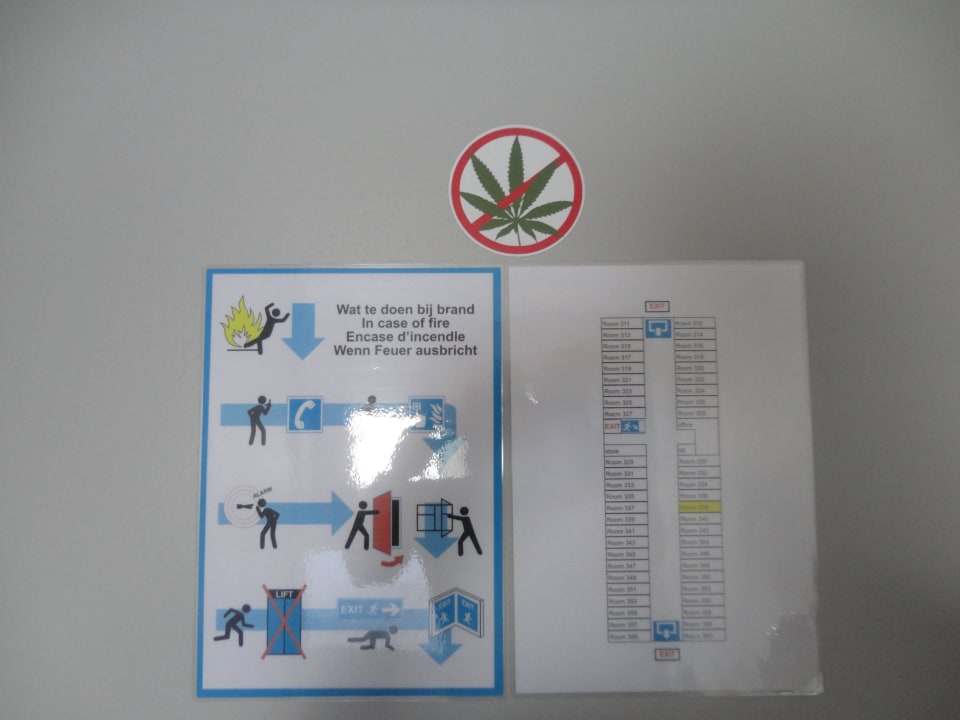 Wat te doen bij brand
In case of fire
Encase d'incendle
Wenn Feuer ausbricht
ALARM
LIFT
EXIT
EXIT
EXIT
EXIT
Room 311
Room 312
Room 313
Room 314
Room 315
Room 316
Room 317
Room 318
Room 319
Room 320
Room 321
Room 322
Room 323
Room 324
Room 325
Room 326
Room 327
Room 328
EXIT
office
store
lift
Room 329
Room 330
Room 331
Room 332
Room 333
Room 334
Room 335
Room 336
Room 337
Room 338
Room 339
Room 340
Room 341
Room 342
Room 343
Room 344
Room 345
Room 346
Room 347
Room 348
Room 349
Room 350
Room 351
Room 352
Room 353
Room 354
Room 355
Room 356
Room 357
Room 358
Room 359
Room 360
EXIT